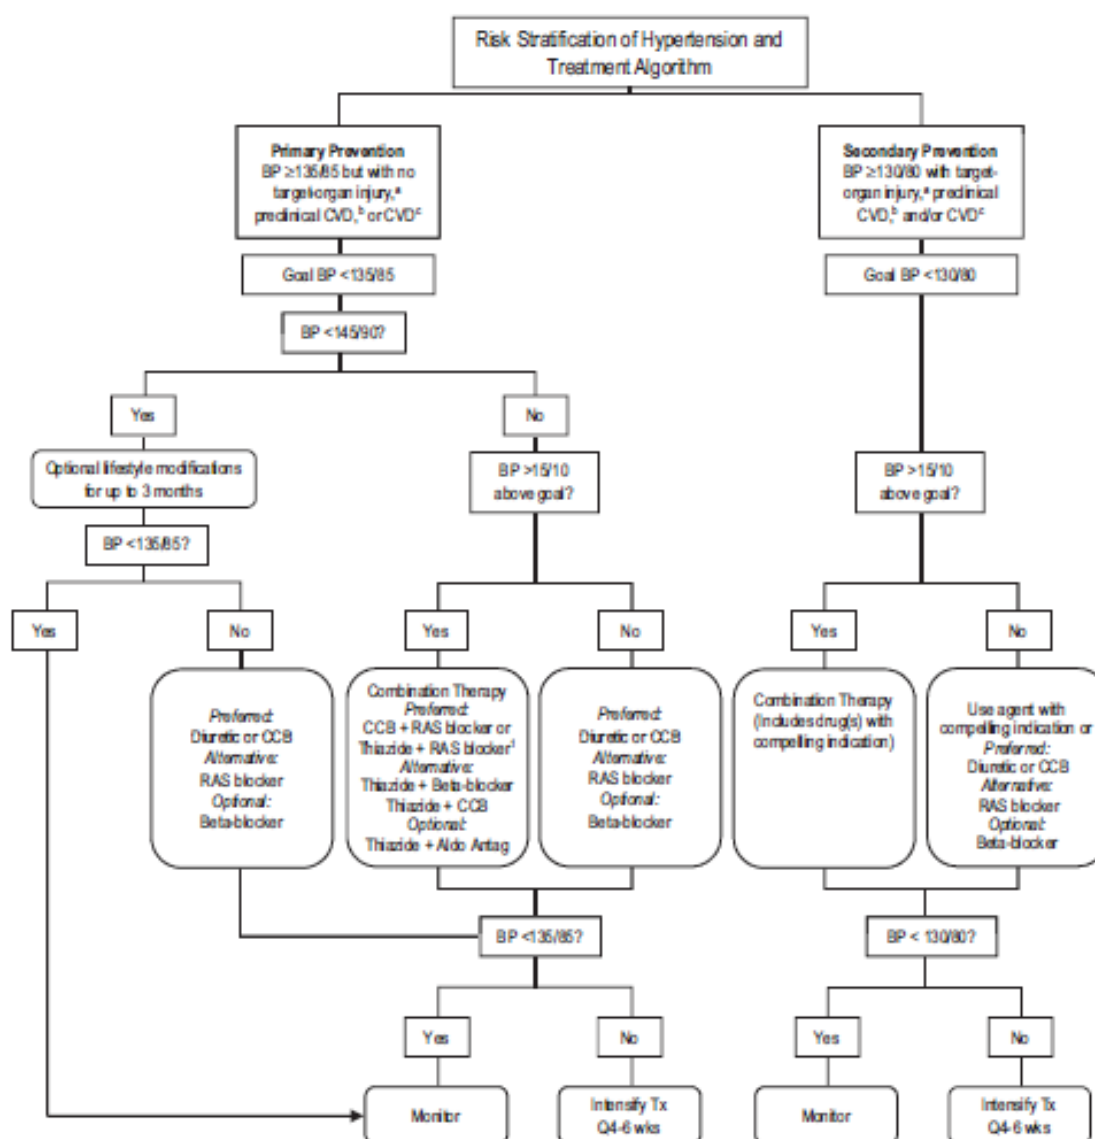 Risk Stratification of Hypertension and
Treatment Algorithm
Primary Prevention
BP ≥135/85 but with no
target-organ injury,ᵃ
preclinical CVD,ᵇ or CVDᶜ
Goal BP <135/85
BP <145/90?
Yes
Optional lifestyle modifications
for up to 3 months
BP <135/85?
Yes
No
Preferred:
Diuretic or CCB
Alternative:
RAS blocker
Optional:
Beta-blocker
No
BP >15/10
above goal?
Yes
Combination Therapy
Preferred:
CCB + RAS blocker or
Thiazide + RAS blocker¹
Alternative:
Thiazide + Beta-blocker
Thiazide + CCB
Optional:
Thiazide + Aldo Antag
No
Preferred:
Diuretic or CCB
Alternative:
RAS blocker
Optional:
Beta-blocker
BP <135/85?
Yes
Monitor
No
Intensify Tx
Q4-6 wks
Secondary Prevention
BP ≥130/80 with target-
organ injury,ᵃ preclinical
CVD,ᵇ and/or CVDᶜ
Goal BP <130/80
BP >15/10
above goal?
Yes
Combination Therapy
(Includes drug(s) with
compelling indication)
No
Use agent with
compelling indication or
Preferred:
Diuretic or CCB
Alternative:
RAS blocker
Optional:
Beta-blocker
BP < 130/80?
Yes
Monitor
No
Intensify Tx
Q4-6 wks